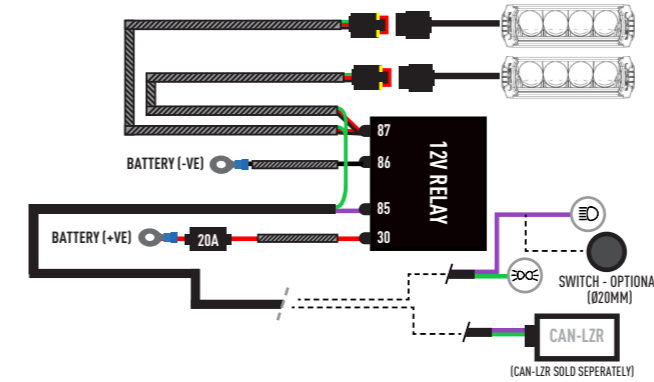 87
BATTERY (-VE)
86
12V RELAY
85
BATTERY (+VE)
20A
30
SWITCH - OPTIONA
(Ø20MM)
CAN-LZR
(CAN-LZR SOLD SEPERATELY)